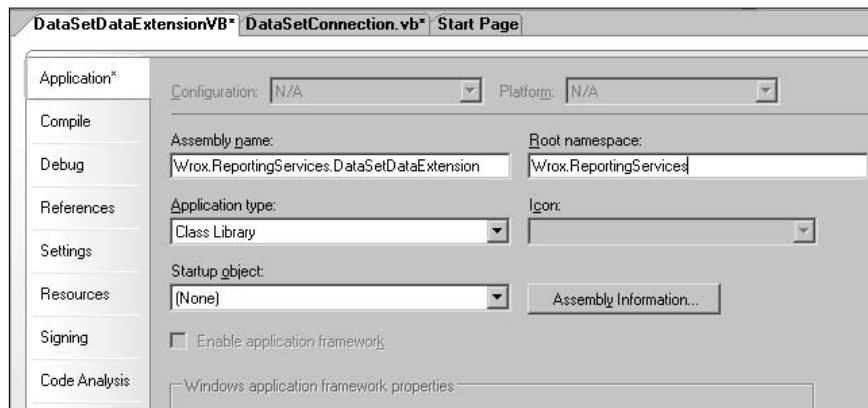 DataSetDataExtensionVB* DataSetConnection.vb* Start Page
Application*
Configuration: N/A Platform: N/A
Compile
Assembly name: Root namespace:
Wrox.ReportingServices.DataSetDataExtension Wrox.ReportingServices
Debug
References
Application type: Icon:
Class Library
Settings
Startup object:
Resources
(None) Assembly Information...
Signing
Enable application framework
Code Analysis
Windows application framework properties